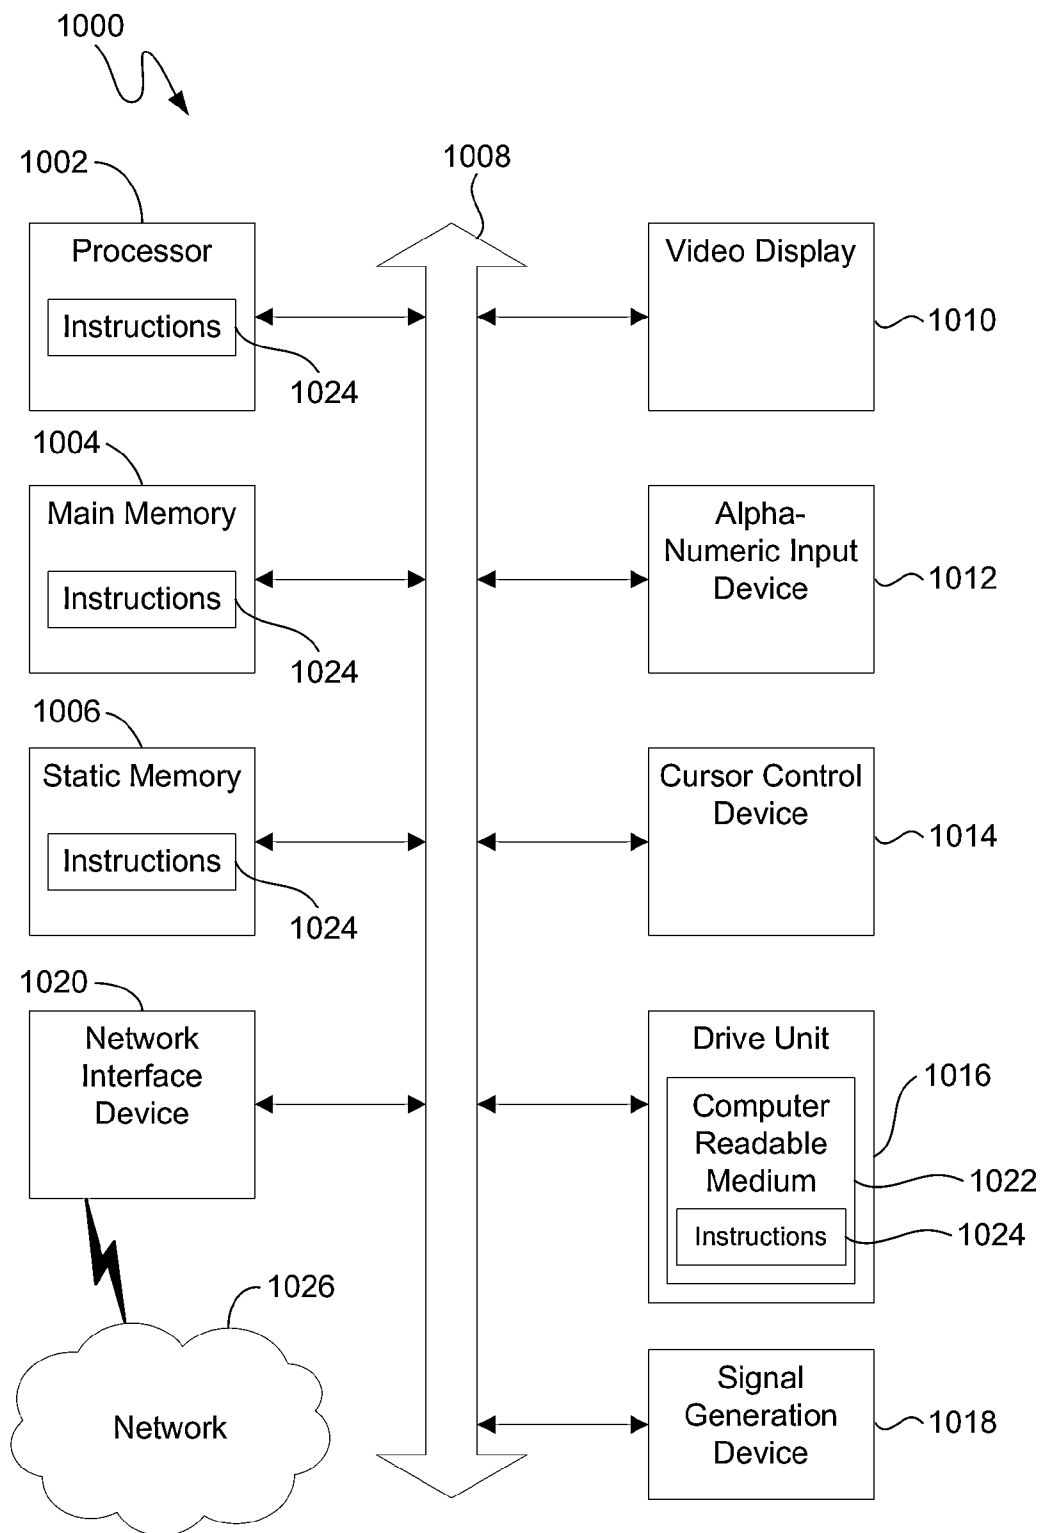 1000
1002
1008
Processor
Instructions
1024
Video Display
1010
1004
Main Memory
Instructions
1024
Alpha-
Numeric Input
Device
1012
1006
Static Memory
Instructions
1024
Cursor Control
Device
1014
1020
Network
Interface
Device
Drive Unit
1016
Computer
Readable
Medium
1022
Instructions
1024
1026
Network
Signal
Generation
Device
1018